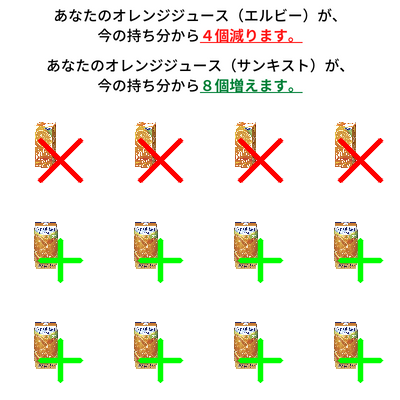 あなたのオレンジジュース（エルビー）が、
今の持ち分から４個減ります。
あなたのオレンジジュース（サンキスト）が、
今の持ち分から８個増えます。